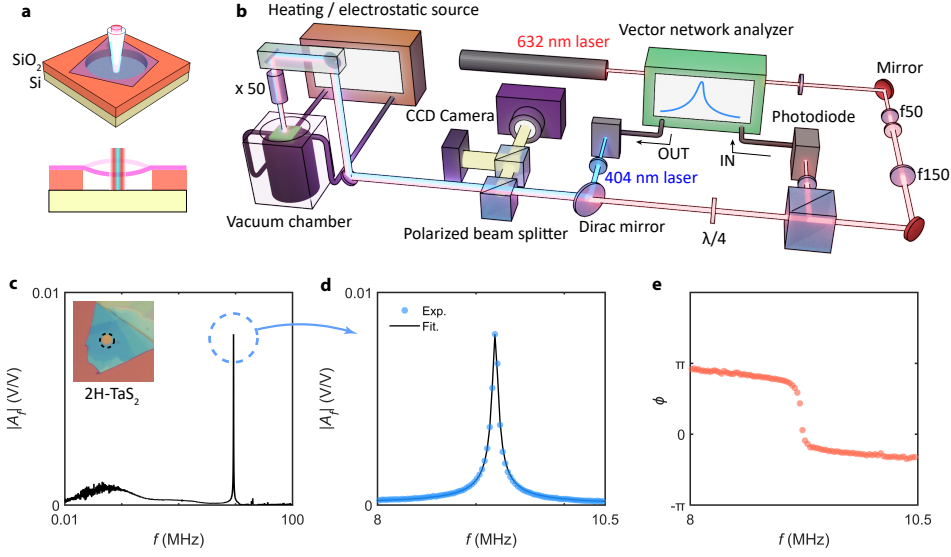 a
SiO₂
Si
b
Heating / electrostatic source
x 50
Vacuum chamber
CCD Camera
Polarized beam splitter
632 nm laser
Vector network analyzer
OUT
IN
404 nm laser
Dirac mirror
λ/4
Photodiode
Mirror
f50
f150
c
0.01
|A_f| (V/V)
2H-TaS₂
0
0.01
100
f (MHz)
d
0.01
|A_f| (V/V)
Exp.
Fit.
0
8
10.5
f (MHz)
e
π
ϕ
0
-π
8
10.5
f (MHz)